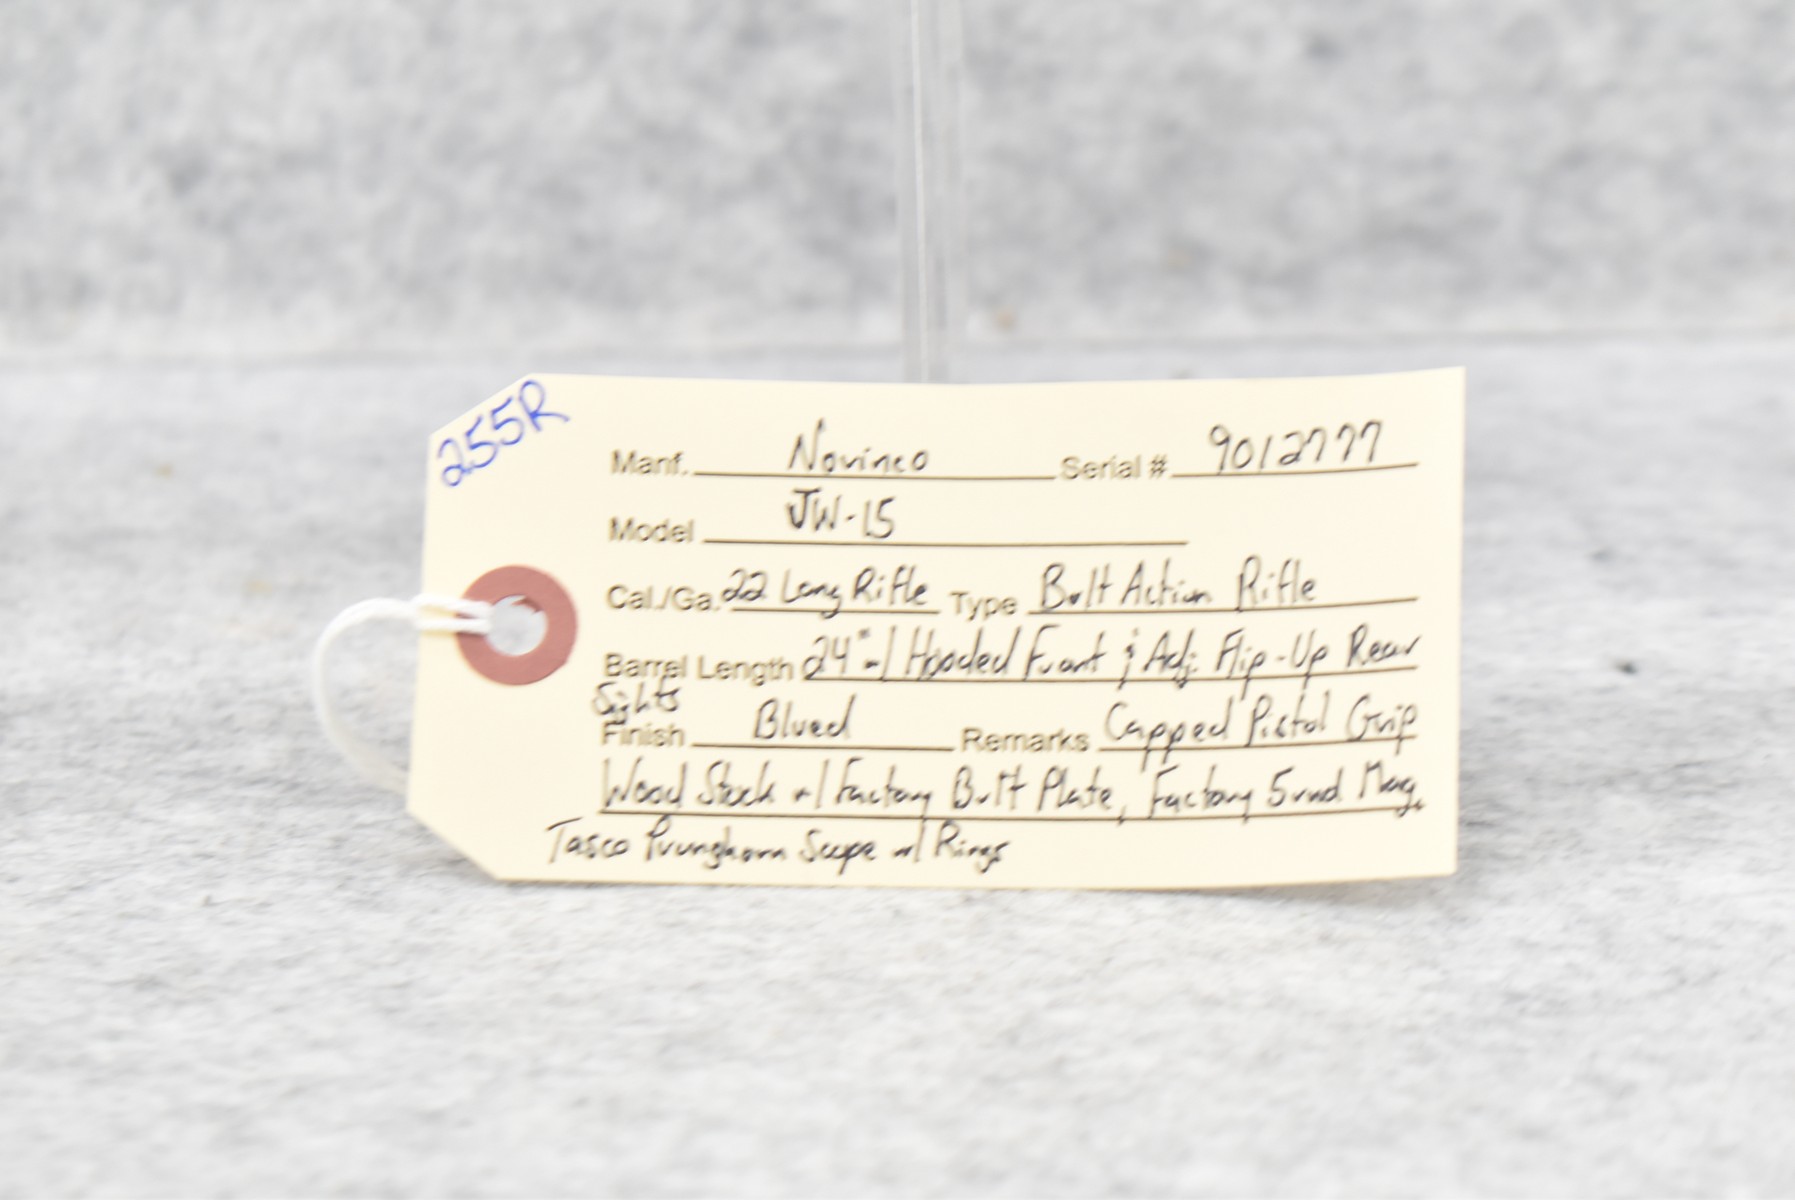 255R
Manf. Novinco Serial # 9012777
Model JW-15
Cal./Ga. 22 Long Rifle Type Bolt Action Rifle
Barrel Length 24" w/ Hooded Front & Adj. Flip-Up Rear
Sights
Finish Blued Remarks Capped Pistol Grip
Wood Stock w/ Factory Butt Plate, Factory 5 rnd Mag,
Tasco Pronghorn Scope w/ Rings